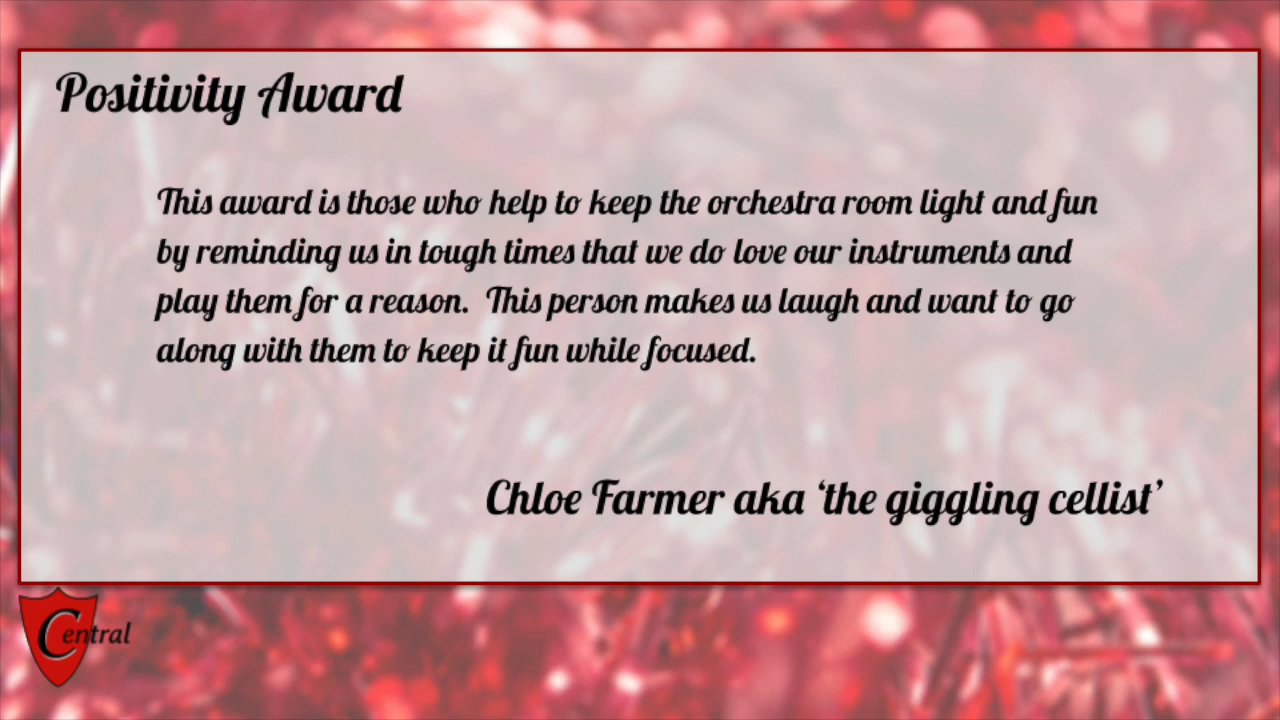 Positivity Award
This award is those who help to keep the orchestra room light and fun
by reminding us in tough times that we do love our instruments and
play them for a reason.  This person makes us laugh and want to go
along with them to keep it fun while focused.
Chloe Farmer aka ‘the giggling cellist’
Central